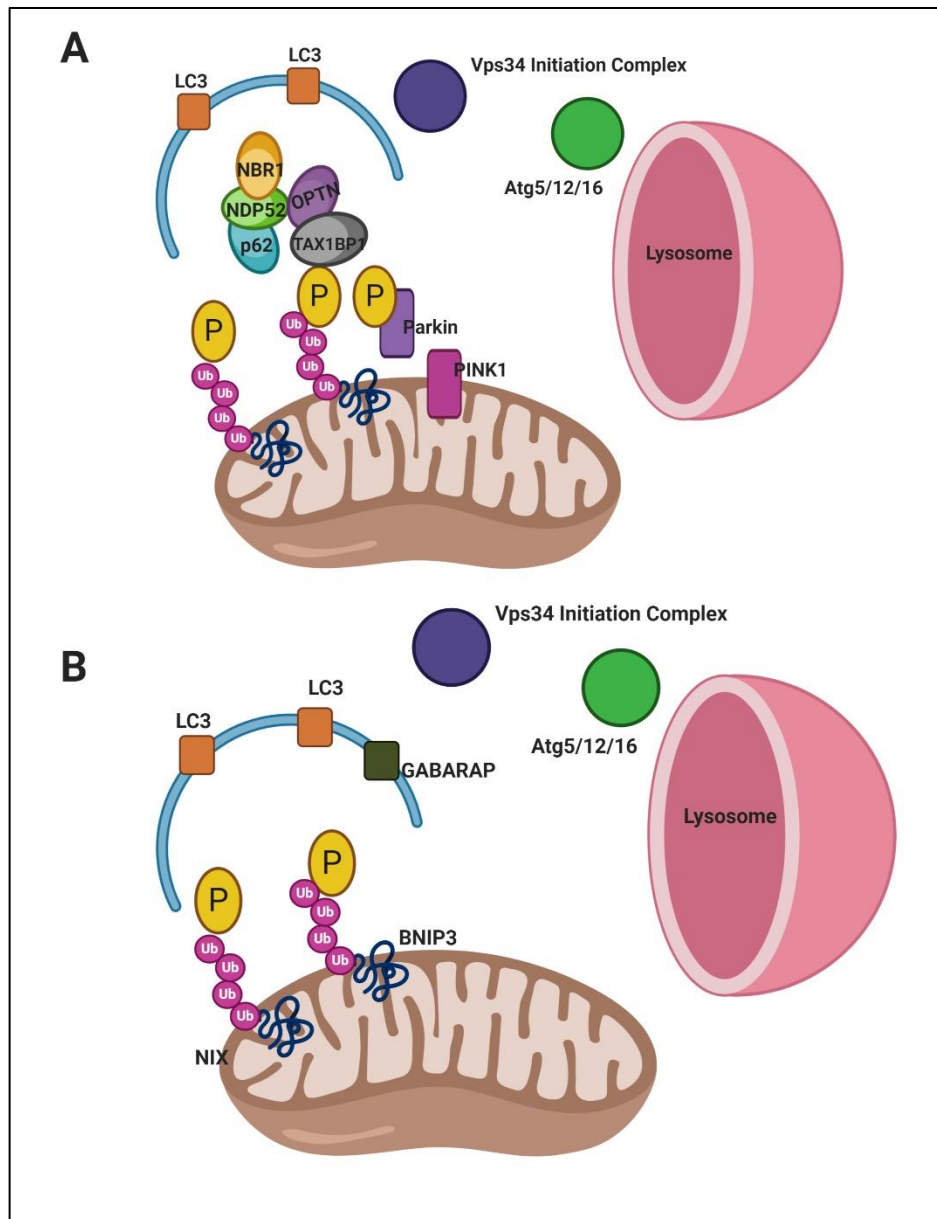 A
LC3
LC3
Vps34 Initiation Complex
Atg5/12/16
Lysosome
NBR1
NDP52
OPTN
p62
TAX1BP1
P
P
P
Parkin
PINK1
Ub
Ub
Ub
Ub
Ub
Ub
Ub
Ub
B
Vps34 Initiation Complex
LC3
LC3
GABARAP
Atg5/12/16
Lysosome
P
P
Ub
Ub
Ub
Ub
BNIP3
Ub
Ub
Ub
Ub
NIX